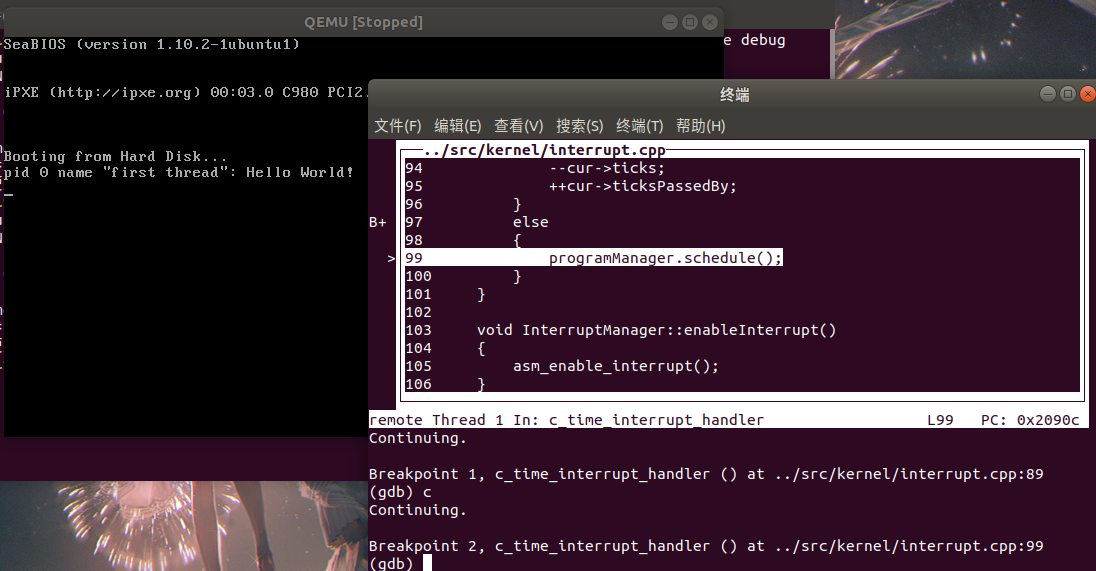 QEMU [Stopped]
SeaBIOS (version 1.10.2-1ubuntu1)
e debug
iPXE (http://ipxe.org) 00:03.0 C980 PCI2.
Booting from Hard Disk...
pid 0 name "first thread": Hello World!
终端
文件(F) 编辑(E) 查看(V) 搜索(S) 终端(T) 帮助(H)
../src/kernel/interrupt.cpp
94 --cur->ticks;
95 ++cur->ticksPassedBy;
96 }
B+ 97 else
98 {
>99 programManager.schedule();
100 }
101 }
102
103 void InterruptManager::enableInterrupt()
104 {
105 asm_enable_interrupt();
106 }
remote Thread 1 In: c_time_interrupt_handler L99 PC: 0x2090c
Continuing.
Breakpoint 1, c_time_interrupt_handler () at ../src/kernel/interrupt.cpp:89
(gdb) c
Continuing.
Breakpoint 2, c_time_interrupt_handler () at ../src/kernel/interrupt.cpp:99
(gdb)